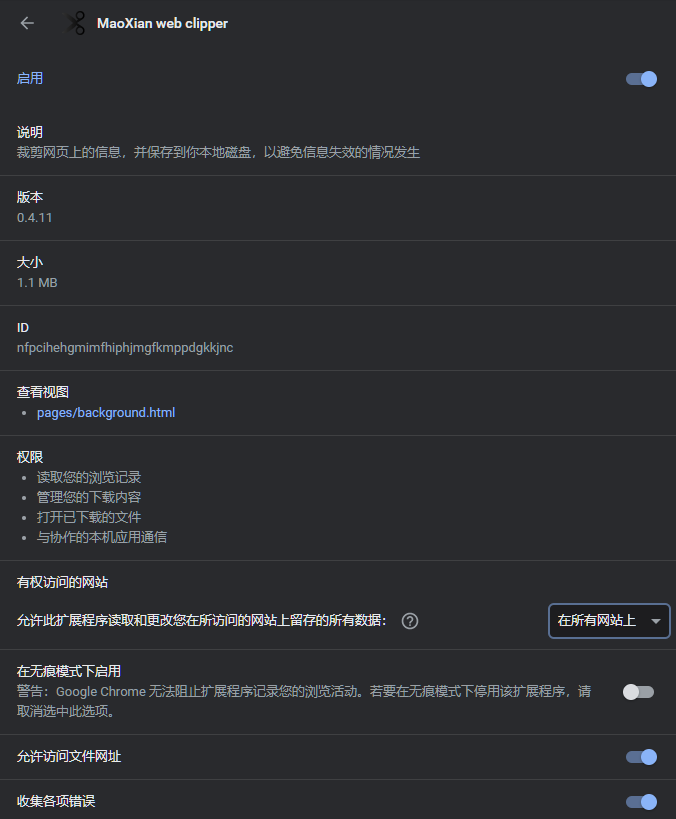 MaoXian web clipper
启用
说明
裁剪网页上的信息，并保存到你本地磁盘，以避免信息失效的情况发生
版本
0.4.11
大小
1.1 MB
ID
nfpcihehgmimfhiphjmgfkmppdgkkjnc
查看视图
• pages/background.html
权限
• 读取您的浏览记录
• 管理您的下载内容
• 打开已下载的文件
• 与协作的本机应用通信
有权访问的网站
允许此扩展程序读取和更改您在所访问的网站上留存的所有数据： 在所有网站上
在无痕模式下启用
警告：Google Chrome 无法阻止扩展程序记录您的浏览活动。若要在无痕模式下停用该扩展程序，请
取消选中此选项。
允许访问文件网址
收集各项错误